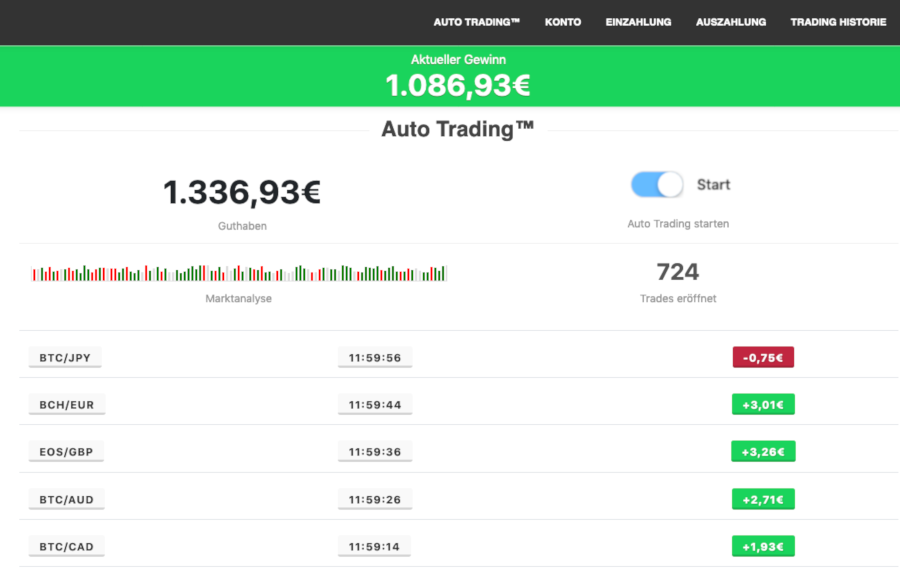 AUTO TRADING™ KONTO EINZAHLUNG AUSZAHLUNG TRADING HISTORIE
Aktueller Gewinn
1.086,93€
Auto Trading™
1.336,93€
Guthaben
Start
Auto Trading starten
Marktanalyse
724
Trades eröffnet
BTC/JPY 11:59:56 -0,75€
BCH/EUR 11:59:44 +3,01€
EOS/GBP 11:59:36 +3,26€
BTC/AUD 11:59:26 +2,71€
BTC/CAD 11:59:14 +1,93€